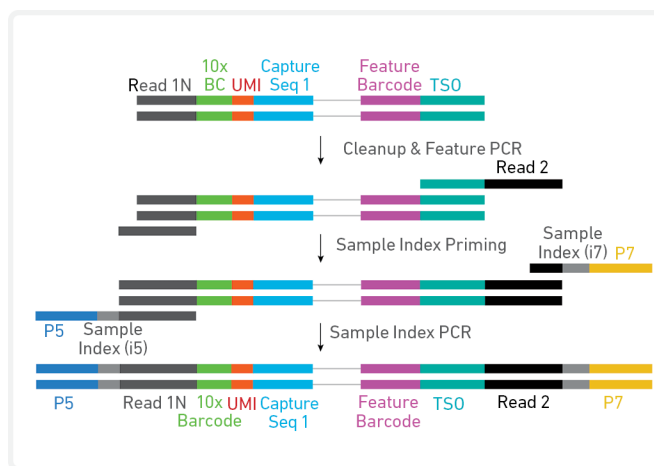 10x Capture Feature
Read 1N BC UMI Seq 1 Barcode TSO
Cleanup & Feature PCR
Read 2
Sample Index Priming
Sample
Index (i7) P7
P5 Sample
Index (i5)
Sample Index PCR
P5 Read 1N 10x UMI Capture Feature TSO Read 2 P7
Barcode Seq 1 Barcode